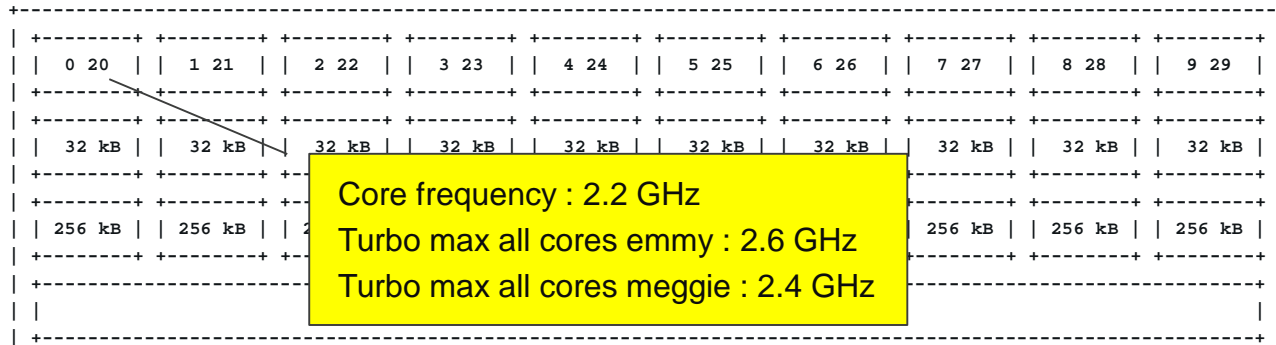 +-------------------------------------------------------------------------------------------------------------
| +--------+ +--------+ +--------+ +--------+ +--------+ +--------+ +--------+ +--------+ +--------+ +--------+
| | 0 20 | | 1 21 | | 2 22 | | 3 23 | | 4 24 | | 5 25 | | 6 26 | | 7 27 | | 8 28 | | 9 29 |
| +--------+ +--------+ +--------+ +--------+ +--------+ +--------+ +--------+ +--------+ +--------+ +--------+
| +--------+ +--------+ +--------+ +--------+ +--------+ +--------+ +--------+ +--------+ +--------+ +--------+
| | 32 kB | | 32 kB | | 32 kB | | 32 kB | | 32 kB | | 32 kB | | 32 kB | | 32 kB | | 32 kB | | 32 kB |
| | 256 kB | | 256 kB | | 256 kB | | 256 kB | | 256 kB |
Core frequency : 2.2 GHz
Turbo max all cores emmy : 2.6 GHz
Turbo max all cores meggie : 2.4 GHz